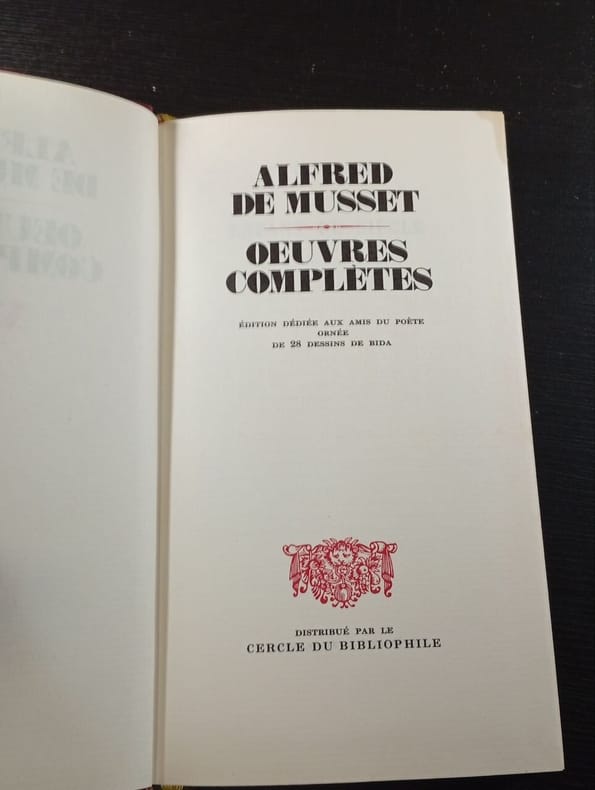 ALFRED
DE MUSSET
OEUVRES
COMPLÈTES
ÉDITION DÉDIÉE AUX AMIS DU POÈTE
ORNÉE
DE 28 DESSINS DE BIDA
DISTRIBUÉ PAR LE
CERCLE DU BIBLIOPHILE